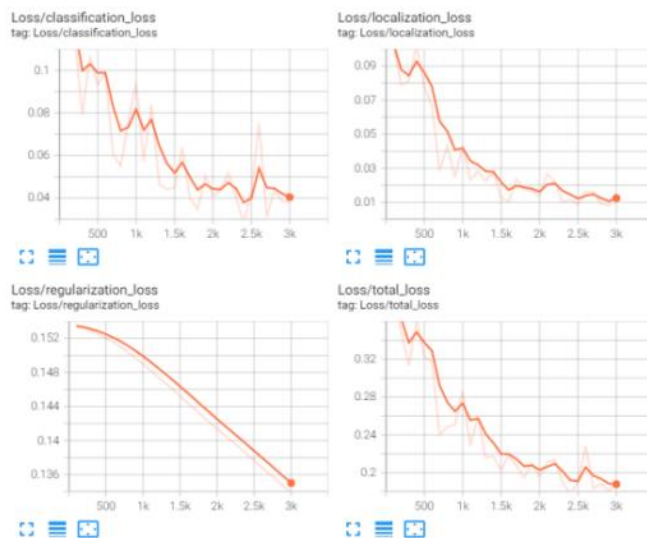 Loss/classification_loss
tag: Loss/classification_loss
0.1
0.08
0.06
0.04
500 1k 1.5k 2k 2.5k 3k
Loss/localization_loss
tag: Loss/localization_loss
0.09
0.07
0.05
0.03
0.01
500 1k 1.5k 2k 2.5k 3k
Loss/regularization_loss
tag: Loss/regularization_loss
0.152
0.148
0.144
0.14
0.136
500 1k 1.5k 2k 2.5k 3k
Loss/total_loss
tag: Loss/total_loss
0.32
0.28
0.24
0.2
500 1k 1.5k 2k 2.5k 3k